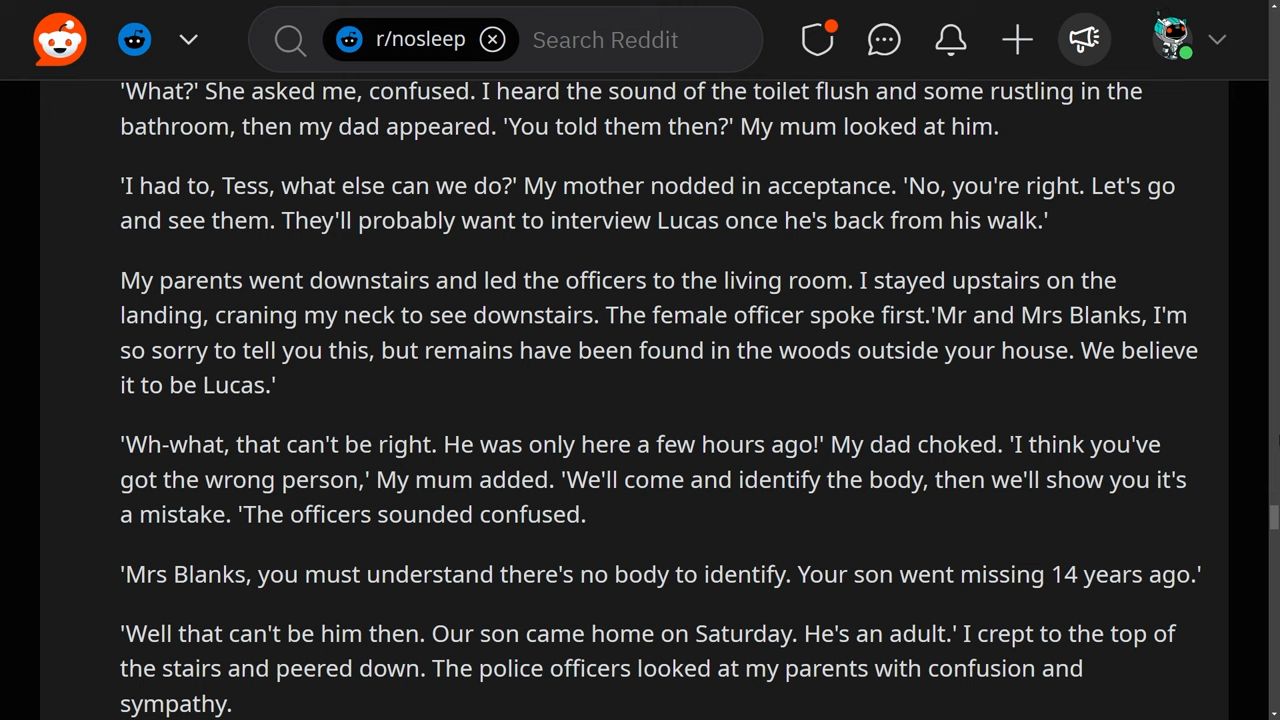 r/nosleep
Search Reddit
'What?' She asked me, confused. I heard the sound of the toilet flush and some rustling in the
bathroom, then my dad appeared. 'You told them then?' My mum looked at him.
'I had to, Tess, what else can we do?' My mother nodded in acceptance. 'No, you're right. Let's go
and see them. They'll probably want to interview Lucas once he's back from his walk.'
My parents went downstairs and led the officers to the living room. I stayed upstairs on the
landing, craning my neck to see downstairs. The female officer spoke first.'Mr and Mrs Blanks, I'm
so sorry to tell you this, but remains have been found in the woods outside your house. We believe
it to be Lucas.'
'Wh-what, that can't be right. He was only here a few hours ago!' My dad choked. 'I think you've
got the wrong person,' My mum added. 'We'll come and identify the body, then we'll show you it's
a mistake. 'The officers sounded confused.
'Mrs Blanks, you must understand there's no body to identify. Your son went missing 14 years ago.'
'Well that can't be him then. Our son came home on Saturday. He's an adult.' I crept to the top of
the stairs and peered down. The police officers looked at my parents with confusion and
sympathy.